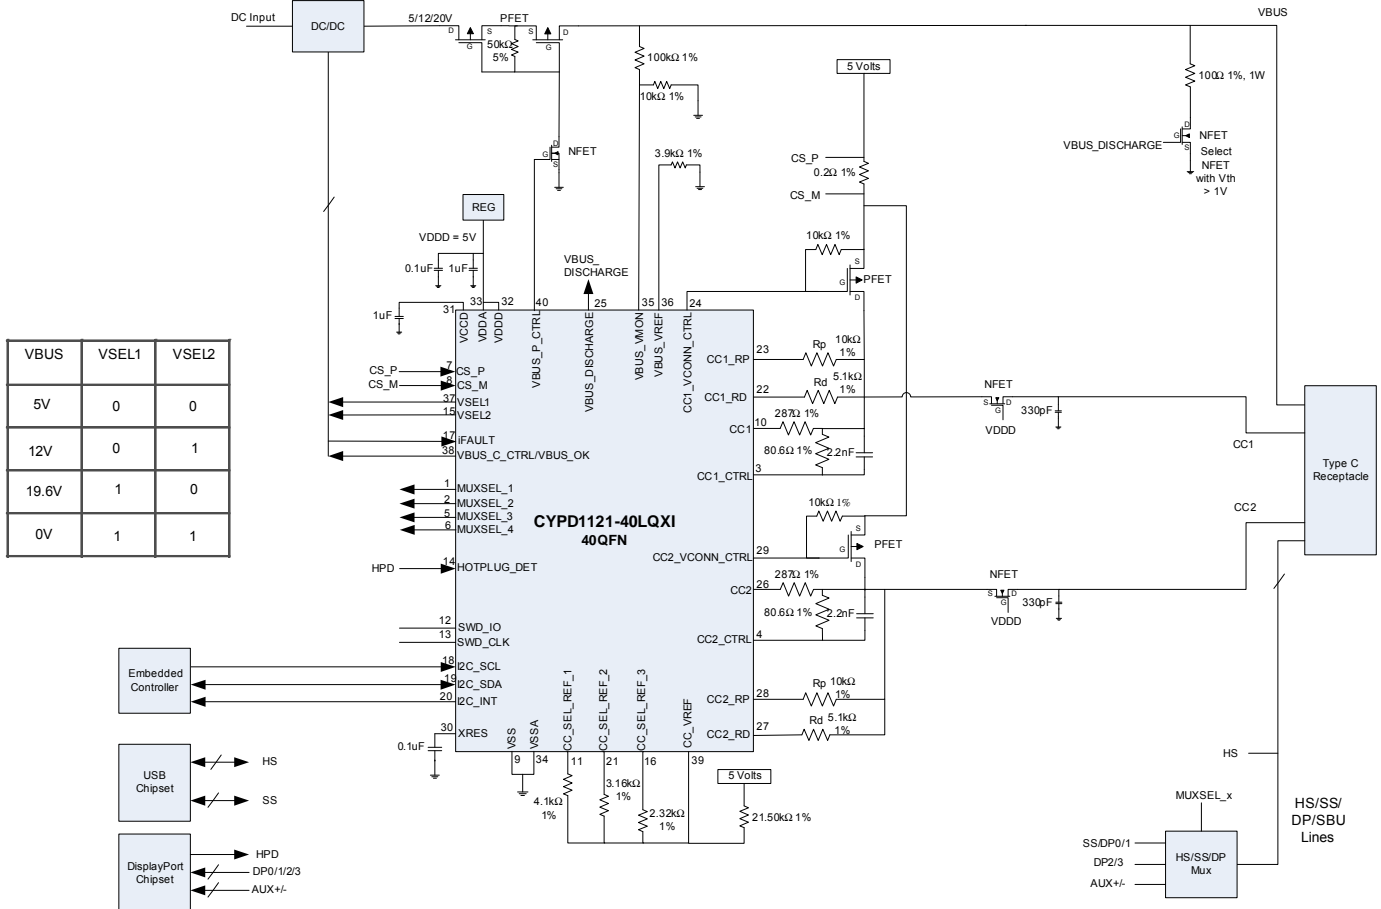 DC Input
DC/DC
5/12/20V
D
S
G
PFET
50kΩ
5%
S
D
G
VBUS
100kΩ 1%
10kΩ 1%
5 Volts
100Ω 1%, 1W
D
G
S
NFET
VBUS_DISCHARGE
NFET
Select
NFET
with Vth
> 1V
D
G
S
3.9kΩ 1%
CS_P
0.2Ω 1%
CS_M
REG
VDDD = 5V
0.1uF
1uF
VBUS_
DISCHARGE
10kΩ 1%
S
G
PFET
D
1uF
31
33
32
40
25
35
36
24
VCCD
VDDA
VDDD
VBUS_P_CTRL
VBUS_DISCHARGE
VBUS_VMON
VBUS_VREF
CC1_VCONN_CTRL
VBUS VSEL1 VSEL2
5V 0 0
12V 0 1
19.6V 1 0
0V 1 1
CS_P
7
CS_P
CS_M
8
CS_M
37
VSEL1
15
VSEL2
17
iFAULT
38
VBUS_C_CTRL/VBUS_OK
1
MUXSEL_1
2
MUXSEL_2
5
MUXSEL_3
6
MUXSEL_4
HPD
14
HOTPLUG_DET
12
SWD_IO
13
SWD_CLK
18
I2C_SCL
19
I2C_SDA
20
I2C_INT
30
XRES
0.1uF
CYPD1121-40LQXI
40QFN
CC1_RP
23
Rp
10kΩ
1%
CC1_RD
22
Rd
5.1kΩ
1%
CC1
10
287Ω 1%
80.6Ω 1%
2.2nF
CC1_CTRL
3
NFET
S
D
G
VDDD
330pF
CC1
CC2
Type C
Receptacle
10kΩ 1%
S
G
PFET
D
CC2_VCONN_CTRL
29
CC2
26
287Ω 1%
80.6Ω 1%
2.2nF
CC2_CTRL
4
NFET
S
D
G
VDDD
330pF
CC2_RP
28
Rp
10kΩ
1%
CC2_RD
27
Rd
5.1kΩ
1%
VSS
VSSA
CC_SEL_REF_1
CC_SEL_REF_2
CC_SEL_REF_3
CC_VREF
9
34
11
21
16
39
4.1kΩ
1%
3.16kΩ
1%
2.32kΩ
1%
5 Volts
21.50kΩ 1%
Embedded
Controller
USB
Chipset
HS
SS
DisplayPort
Chipset
HPD
DP0/1/2/3
AUX+/-
HS
MUXSEL_x
SS/DP0/1
DP2/3
AUX+/-
HS/SS/DP
Mux
HS/SS/
DP/SBU
Lines